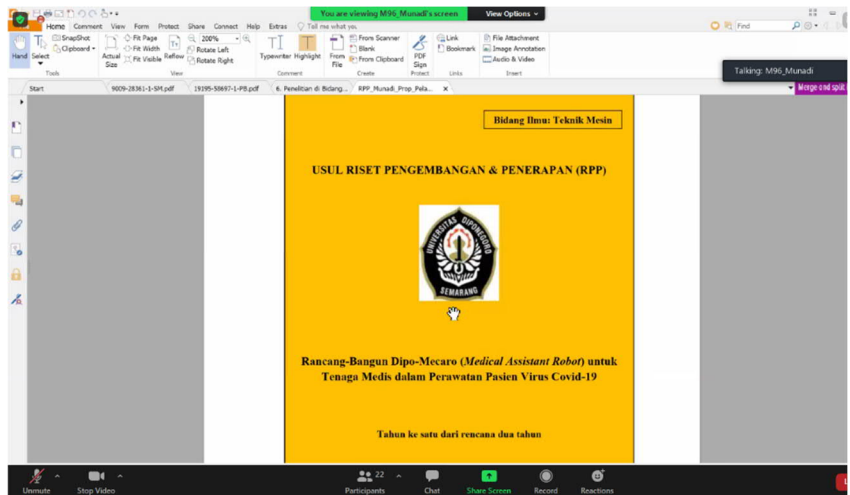 You are viewing M96_Munadi's screen
View Options
Home Comment View Form Protect Share Connect Help Extras Tell me what you
Find
Hand
Select
SnapShot
Clipboard
Actual Size
Fit Page
Fit Width
Fit Visible
Reflow
200%
Rotate Left
Rotate Right
Typewriter
Highlight
From File
From Scanner
Blank
From Clipboard
PDF Sign
Link
Bookmark
File Attachment
Image Annotation
Audio & Video
Tools
View
Comment
Create
Protect
Links
Insert
Talking: M96_Munadi
Start
9009-28361-1-SM.pdf
19195-50697-1-PB.pdf
6. Penelitian di Bidang...
RPP_Munadi_Prop_Pela...
Merge and split
Bidang Ilmu: Teknik Mesin
USUL RISET PENGEMBANGAN & PENERAPAN (RPP)
UNIVERSITAS DIPONEGORO
SEMARANG
Rancang-Bangun Dipo-Mecaro (Medical Assistant Robot) untuk
Tenaga Medis dalam Perawatan Pasien Virus Covid-19
Tahun ke satu dari rencana dua tahun
Unmute
Stop Video
22
Participants
Chat
Share Screen
Record
Reactions